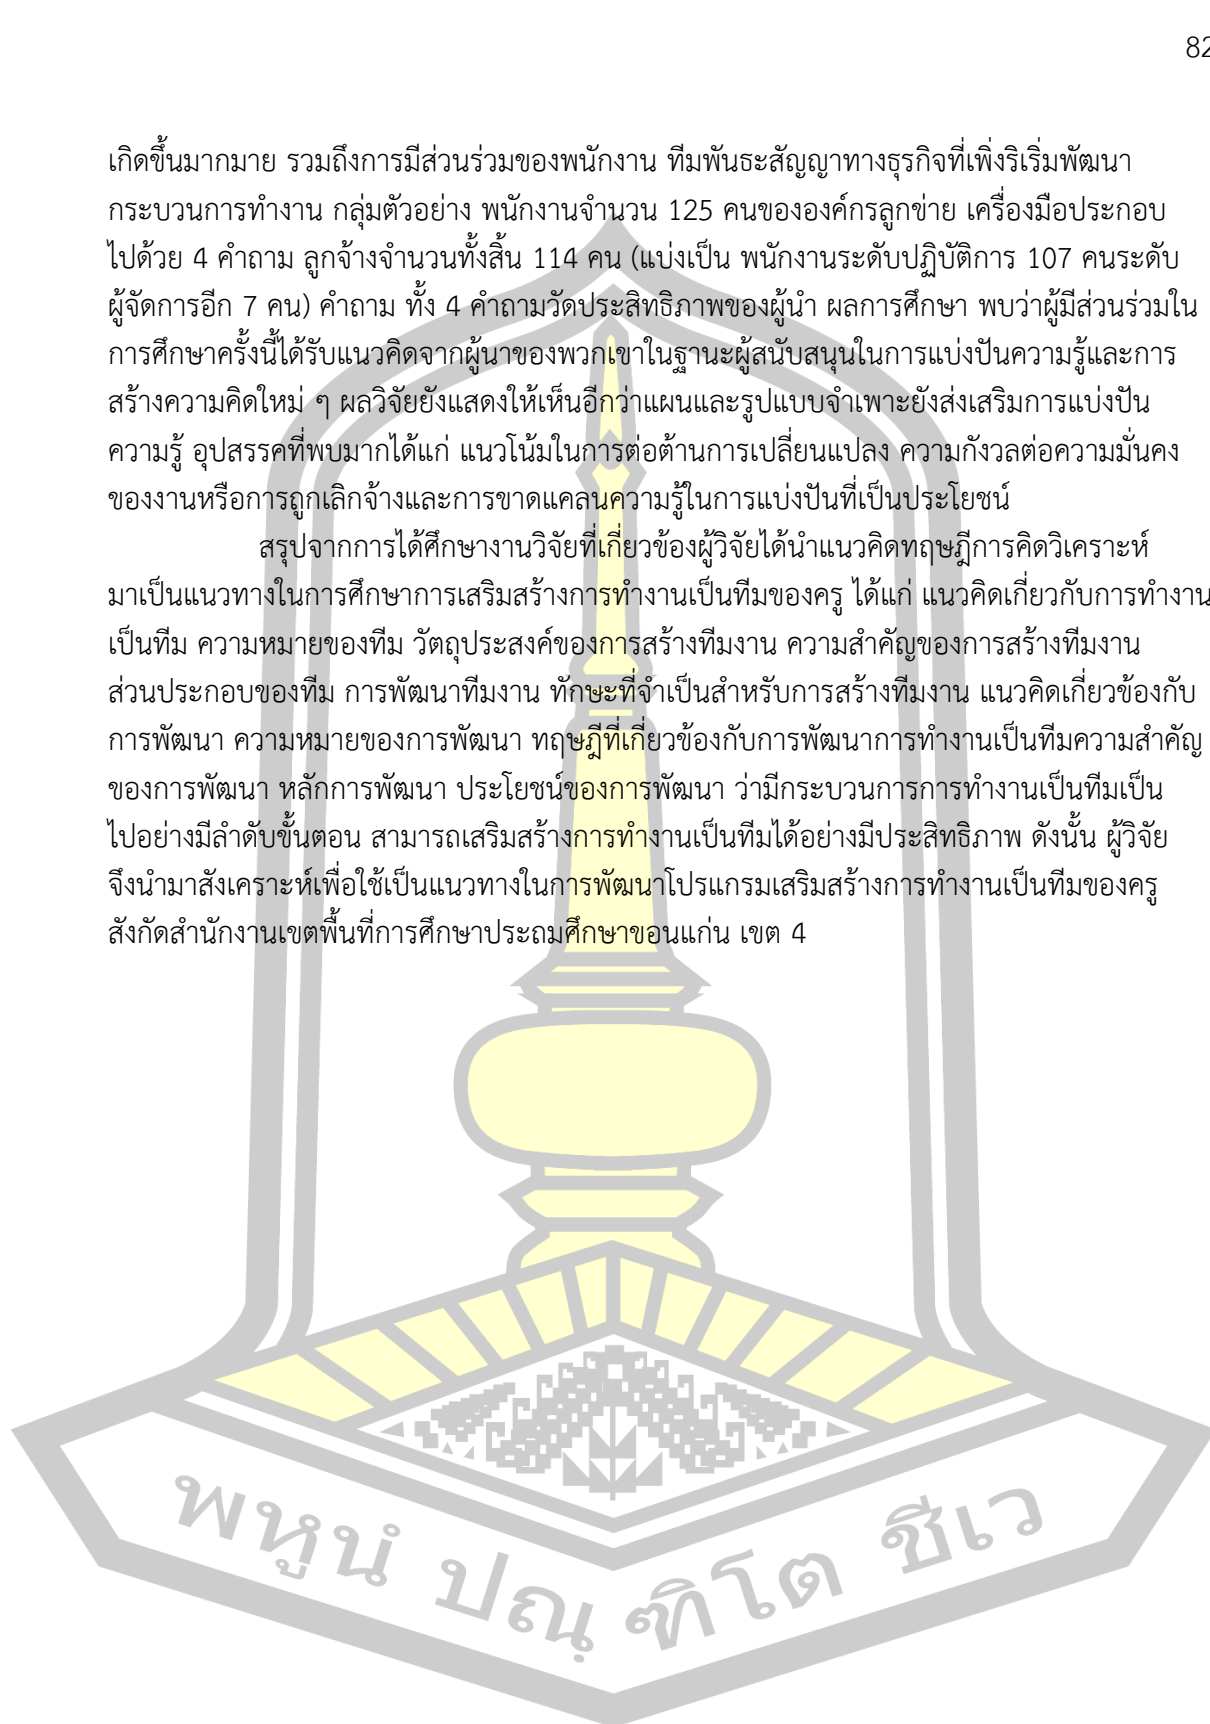 82
เกิดขึ้นมากมาย รวมถึงการมีส่วนร่วมของพนักงาน ทีมพันธะสัญญาทางธุรกิจที่เพิ่งริเริ่มพัฒนา
กระบวนการทำงาน กลุ่มตัวอย่าง พนักงานจำนวน 125 คนขององค์กรลูกข่าย เครื่องมือประกอบ
ไปด้วย 4 คำถาม ลูกจ้างจำนวนทั้งสิ้น 114 คน (แบ่งเป็น พนักงานระดับปฏิบัติการ 107 คนระดับ
ผู้จัดการอีก 7 คน) คำถาม ทั้ง 4 คำถามวัดประสิทธิภาพของผู้นำ ผลการศึกษา พบว่าผู้มีส่วนร่วมใน
การศึกษาครั้งนี้ได้รับแนวคิดจากผู้นาของพวกเขาในฐานะผู้สนับสนุนในการแบ่งปันความรู้และการ
สร้างความคิดใหม่ ๆ ผลวิจัยยังแสดงให้เห็นอีกว่าแผนและรูปแบบจำเพาะยังส่งเสริมการแบ่งปัน
ความรู้ อุปสรรคที่พบมากได้แก่ แนวโน้มในการต่อต้านการเปลี่ยนแปลง ความกังวลต่อความมั่นคง
ของงานหรือการถูกเลิกจ้างและการขาดแคลนความรู้ในการแบ่งปันที่เป็นประโยชน์
สรุปจากการได้ศึกษางานวิจัยที่เกี่ยวข้องผู้วิจัยได้นำแนวคิดทฤษฎีการคิดวิเคราะห์
มาเป็นแนวทางในการศึกษาการเสริมสร้างการทำงานเป็นทีมของครู ได้แก่ แนวคิดเกี่ยวกับการทำงาน
เป็นทีม ความหมายของทีม วัตถุประสงค์ของการสร้างทีมงาน ความสำคัญของการสร้างทีมงาน
ส่วนประกอบของทีม การพัฒนาทีมงาน ทักษะที่จำเป็นสำหรับการสร้างทีมงาน แนวคิดเกี่ยวข้องกับ
การพัฒนา ความหมายของการพัฒนา ทฤษฎีที่เกี่ยวข้องกับการพัฒนาการทำงานเป็นทีมความสำคัญ
ของการพัฒนา หลักการพัฒนา ประโยชน์ของการพัฒนา ว่ามีกระบวนการการทำงานเป็นทีมเป็น
ไปอย่างมีลำดับขั้นตอน สามารถเสริมสร้างการทำงานเป็นทีมได้อย่างมีประสิทธิภาพ ดังนั้น ผู้วิจัย
จึงนำมาสังเคราะห์เพื่อใช้เป็นแนวทางในการพัฒนาโปรแกรมเสริมสร้างการทำงานเป็นทีมของครู
สังกัดสำนักงานเขตพื้นที่การศึกษาประถมศึกษาขอนแก่น เขต 4
พหูนํ ปณฺ ฑิโต ชีเว